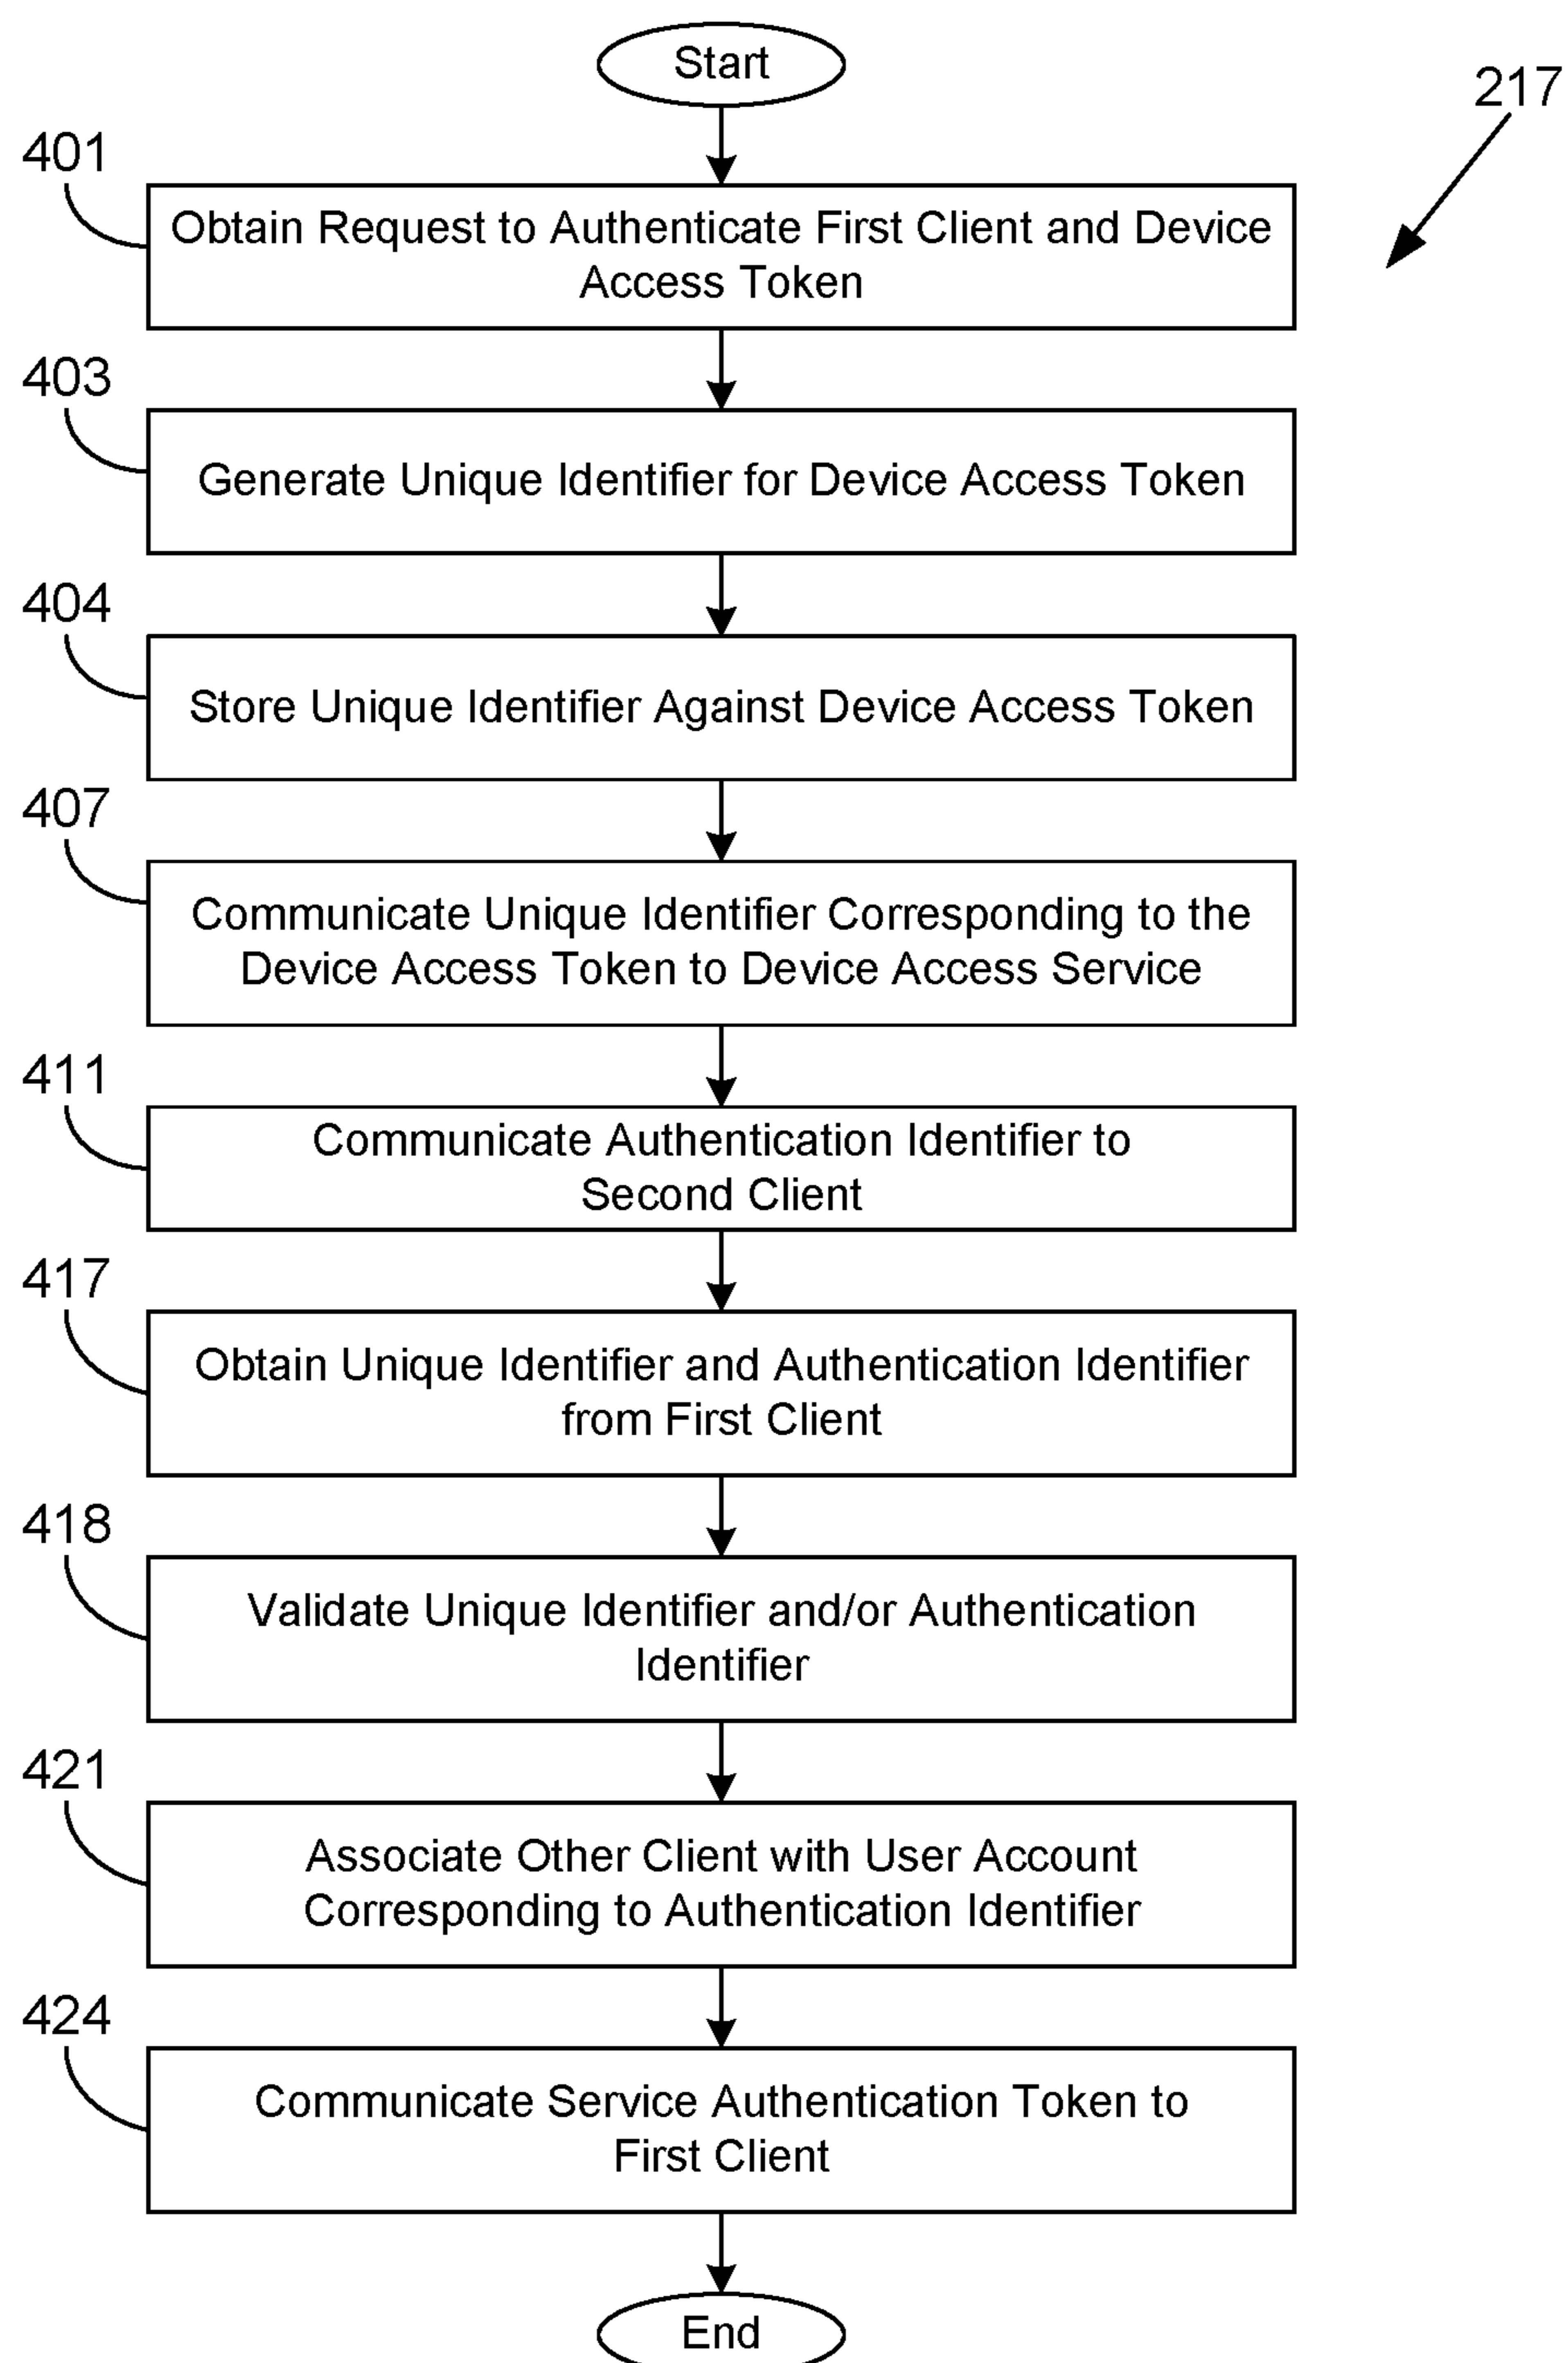 Start
217
401
Obtain Request to Authenticate First Client and Device
Access Token
403
Generate Unique Identifier for Device Access Token
404
Store Unique Identifier Against Device Access Token
407
Communicate Unique Identifier Corresponding to the
Device Access Token to Device Access Service
411
Communicate Authentication Identifier to
Second Client
417
Obtain Unique Identifier and Authentication Identifier
from First Client
418
Validate Unique Identifier and/or Authentication
Identifier
421
Associate Other Client with User Account
Corresponding to Authentication Identifier
424
Communicate Service Authentication Token to
First Client
End